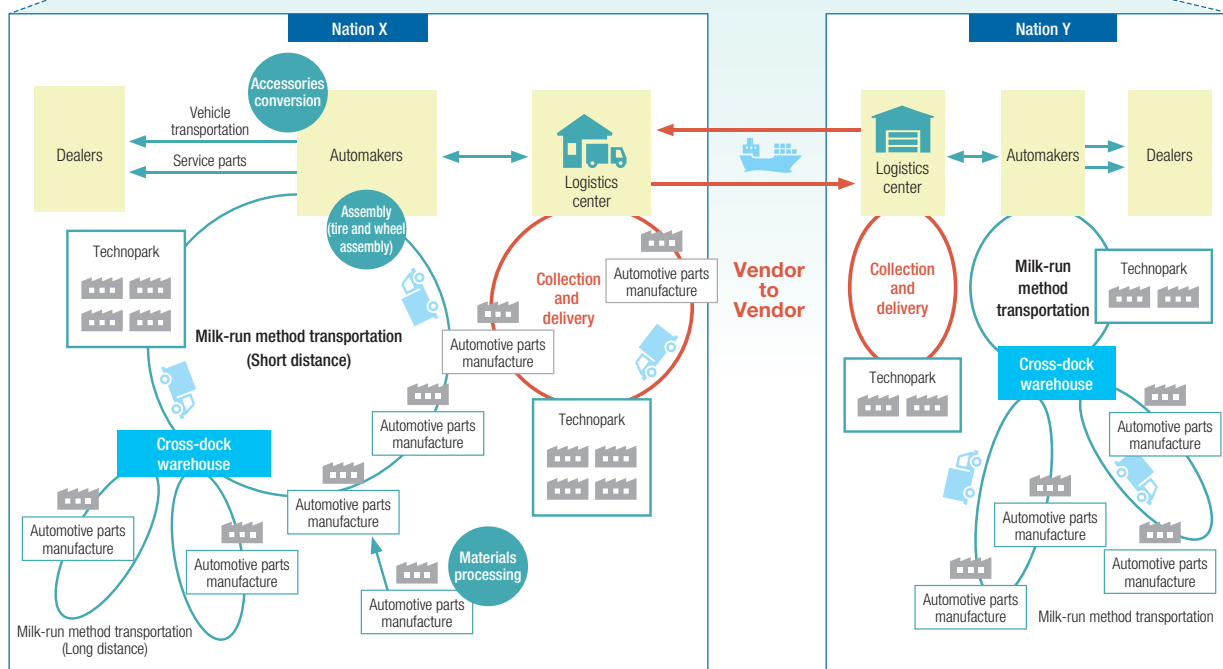 Nation X
Accessories
conversion
Vehicle
transportation
Dealers
Service parts
Automakers
Logistics
center
Assembly
(tire and wheel
assembly)
Technopark
Milk-run method transportation
(Short distance)
Collection
and
delivery
Automotive parts
manufacture
Automotive parts
manufacture
Technopark
Automotive parts
manufacture
Cross-dock
warehouse
Automotive parts
manufacture
Automotive parts
manufacture
Automotive parts
manufacture
Materials
processing
Automotive parts
manufacture
Milk-run method transportation
(Long distance)
Vendor
to
Vendor
Nation Y
Logistics
center
Automakers
Dealers
Collection
and
delivery
Milk-run
method
transportation
Technopark
Technopark
Cross-dock
warehouse
Automotive parts
manufacture
Automotive parts
manufacture
Automotive parts
manufacture
Automotive parts
manufacture
Milk-run method transportation